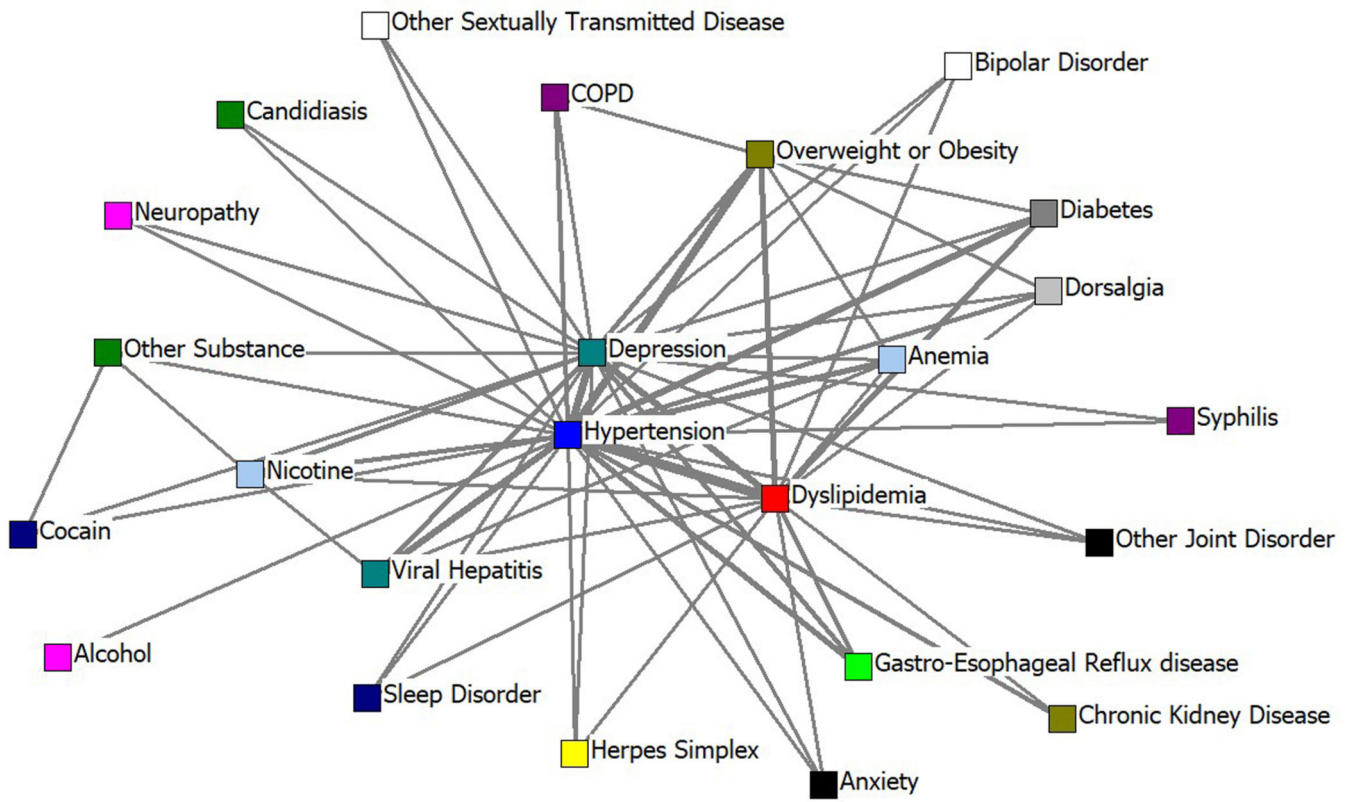 Other Sextually Transmitted Disease
Bipolar Disorder
COPD
Candidiasis
Overweight or Obesity
Neuropathy
Diabetes
Dorsalgia
Other Substance
Depression
Anemia
Syphilis
Hypertension
Nicotine
Dyslipidemia
Cocain
Other Joint Disorder
Viral Hepatitis
Alcohol
Gastro-Esophageal Reflux disease
Sleep Disorder
Chronic Kidney Disease
Herpes Simplex
Anxiety